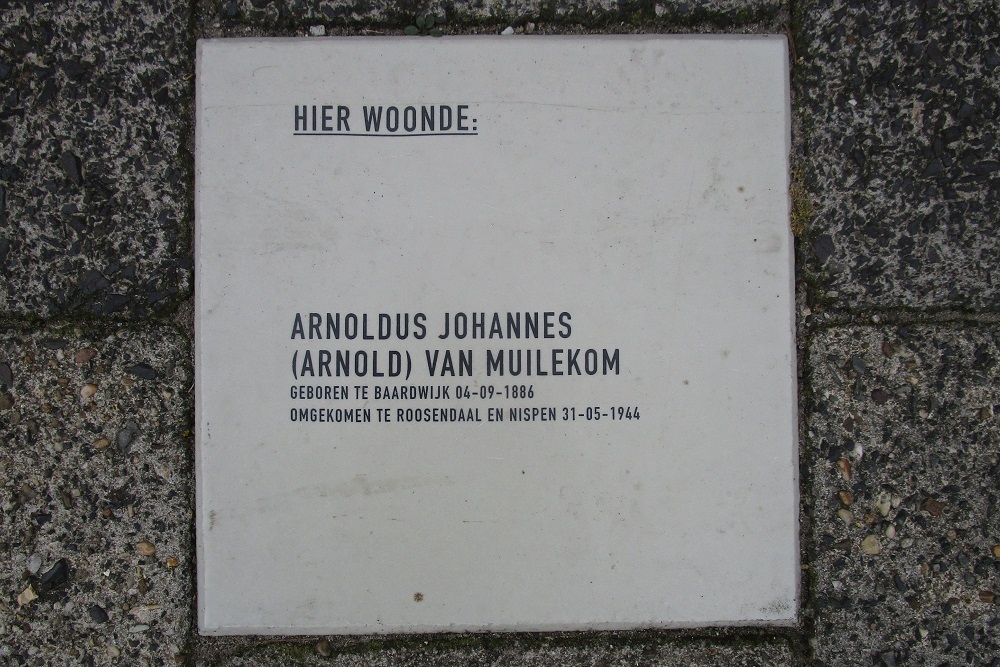 HIER WOONDE:
ARNOLDUS JOHANNES
(ARNOLD) VAN MUILEKOM
GEBOREN TE BAARDWIJK 04-09-1886
OMGEKOMEN TE ROOSENDAAL EN NISPEN 31-05-1944